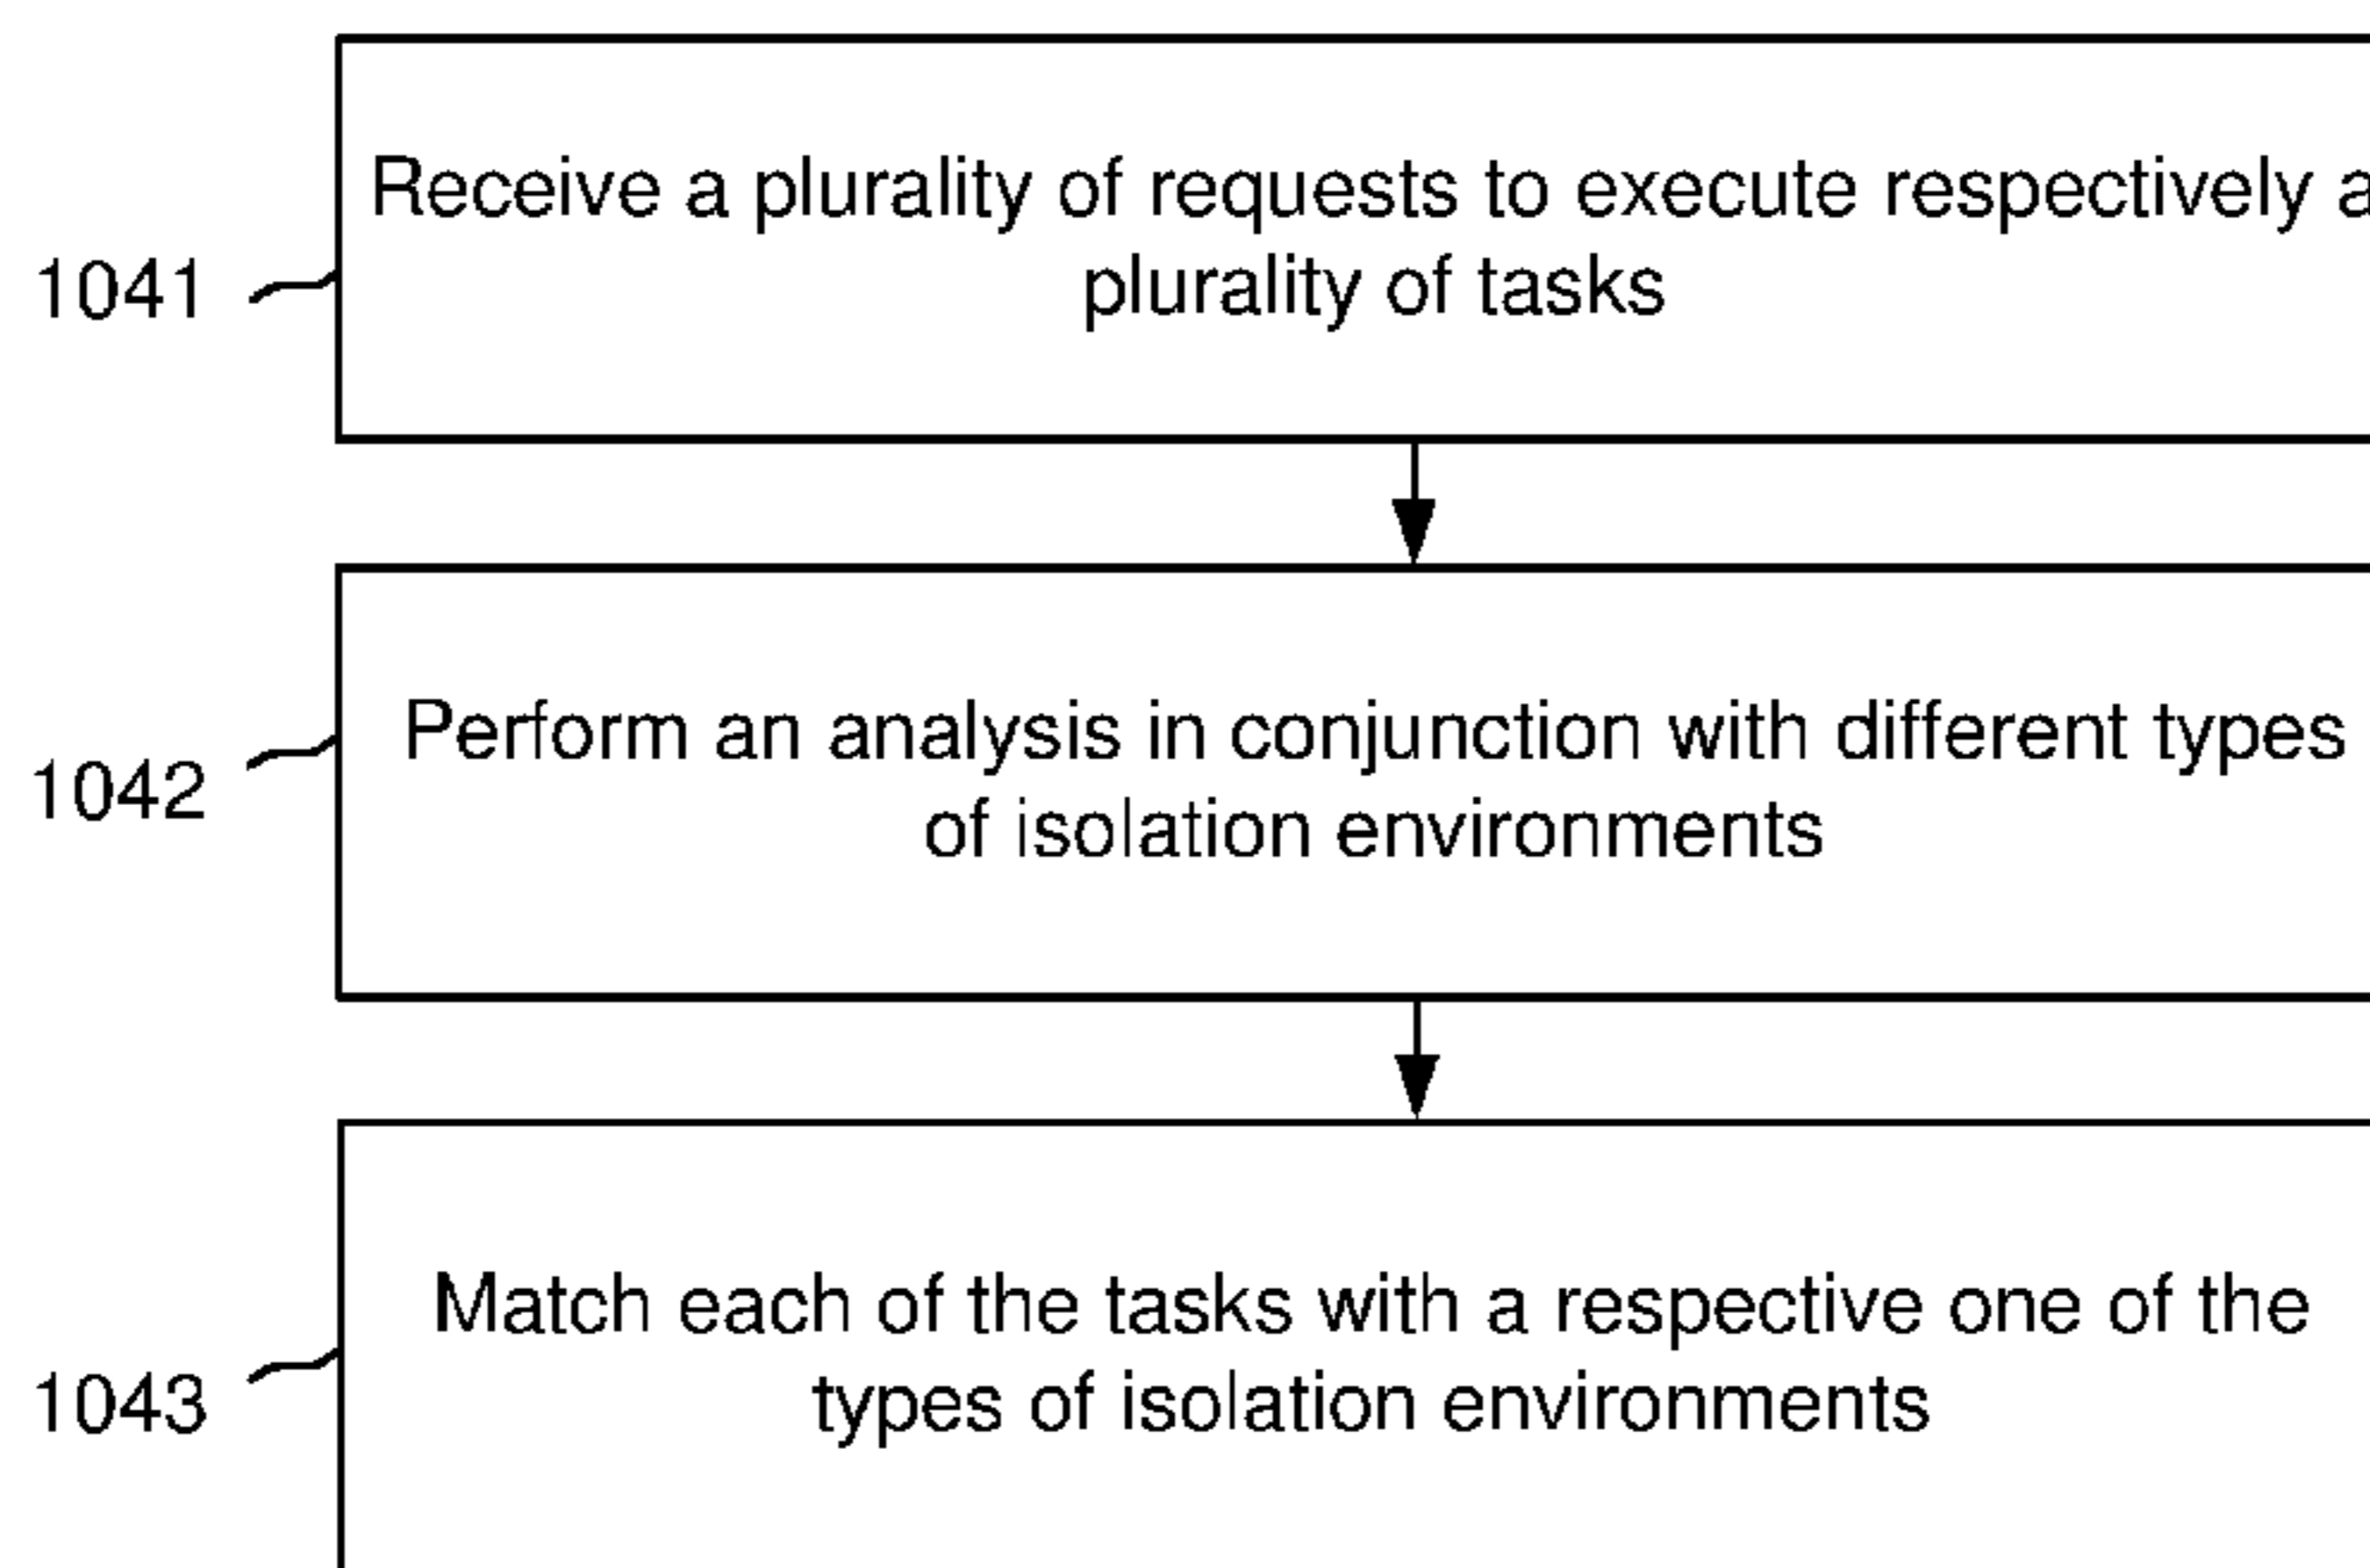 Receive a plurality of requests to execute respectively a
plurality of tasks
1041
Perform an analysis in conjunction with different types
of isolation environments
1042
Match each of the tasks with a respective one of the
types of isolation environments
1043